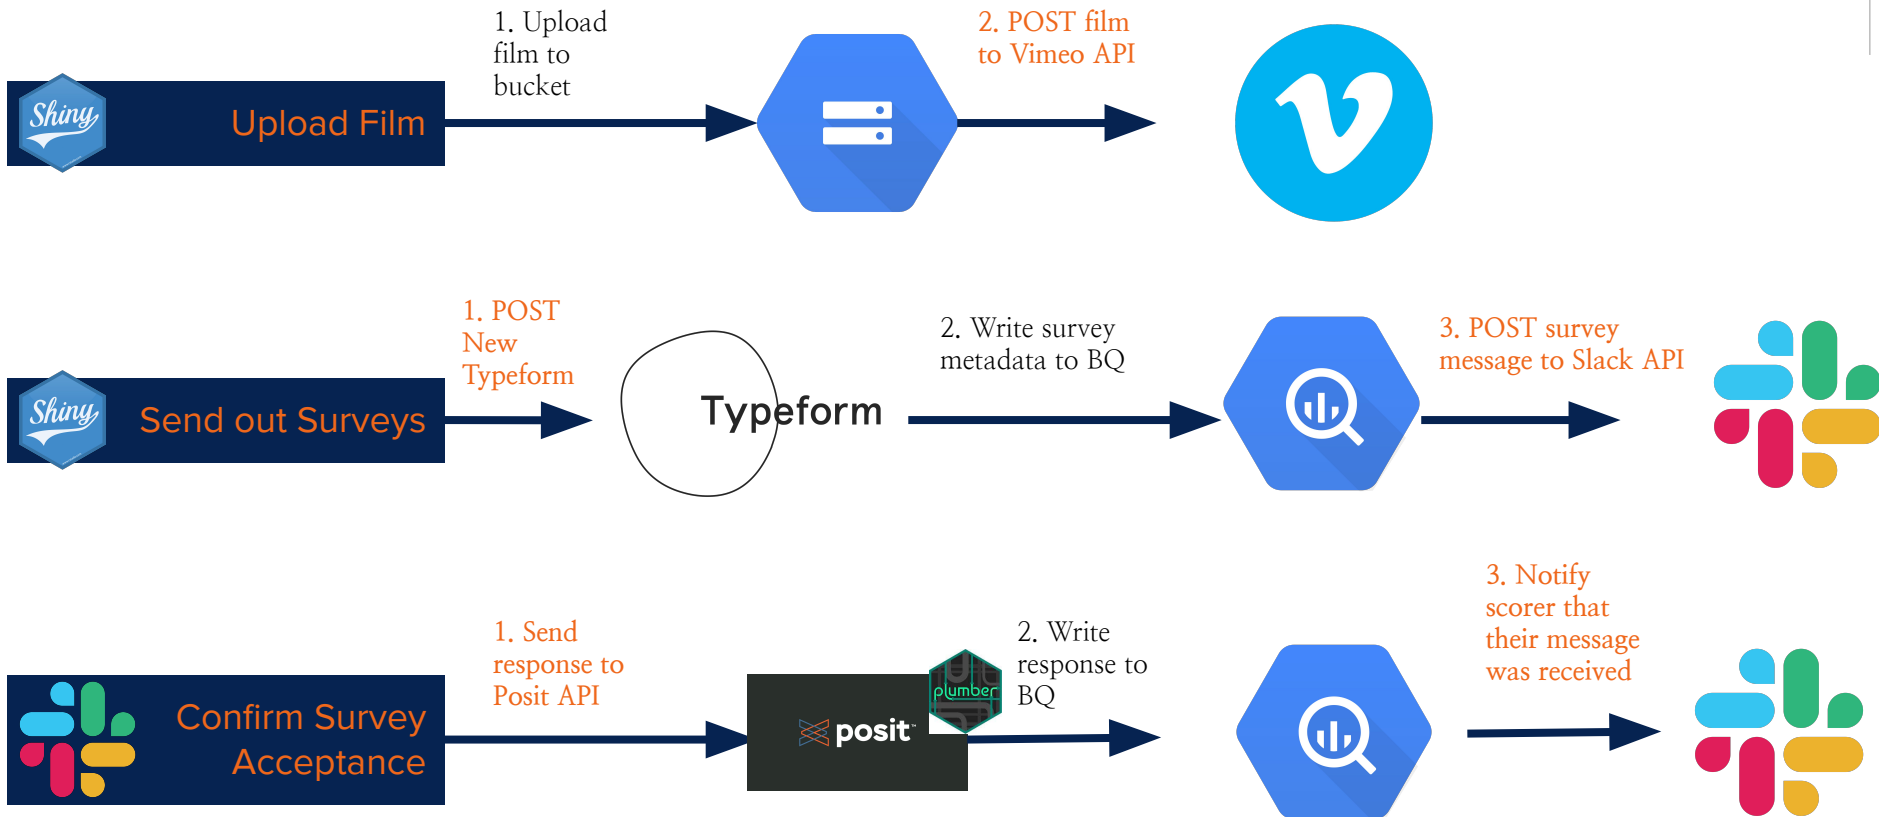 1. Upload
film to
bucket
2. POST film
to Vimeo API
Shiny
Upload Film
1. POST
New
Typeform
2. Write survey
metadata to BQ
3. POST survey
message to Slack API
Shiny
Send out Surveys
Typeform
1. Send
response to
Posit API
2. Write
response to
BQ
3. Notify
scorer that
their message
was received
Confirm Survey
Acceptance
posit™
plumber